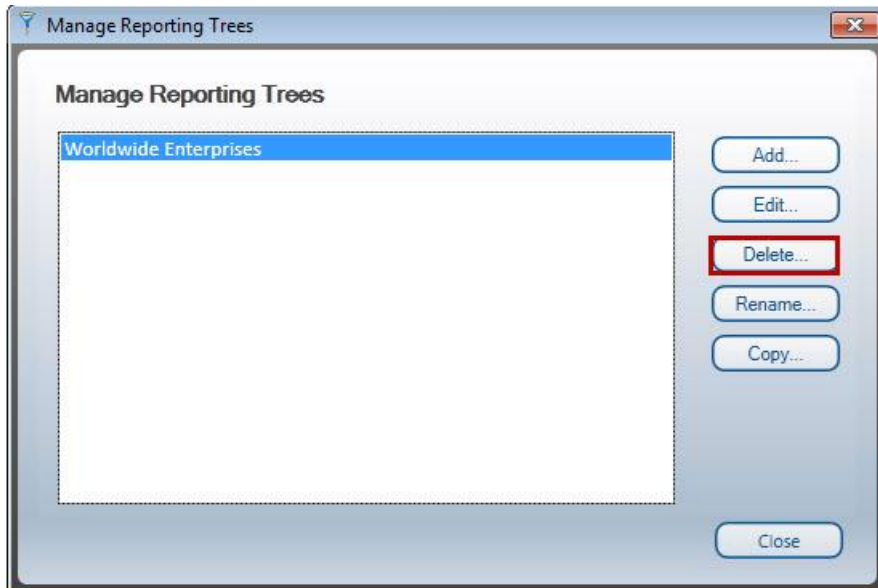 Manage Reporting Trees
Manage Reporting Trees
Worldwide Enterprises
Add...
Edit...
Delete...
Rename...
Copy...
Close